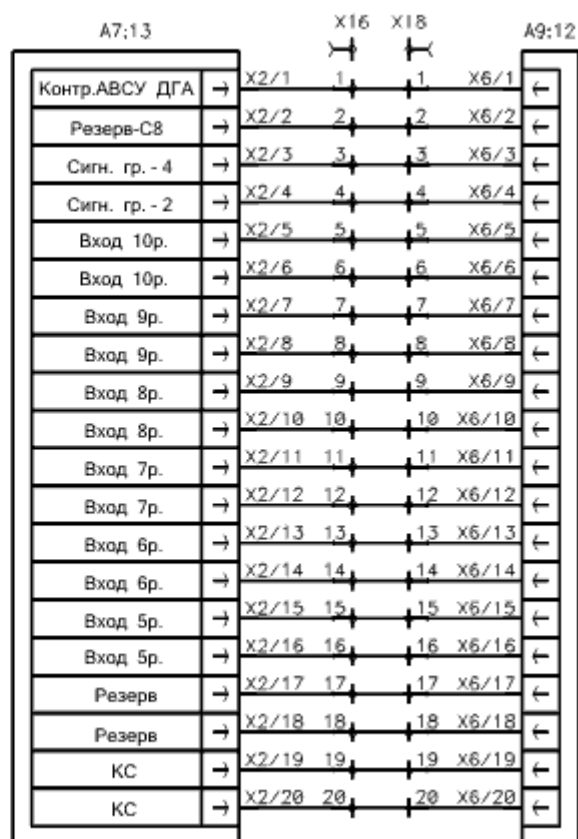 X16 X18
A7;13 A9;12
Контр.АВСУ ДГА X2/1 1 1 X6/1
Резерв-С8 X2/2 2 2 X6/2
Сигн. гр. - 4 X2/3 3 3 X6/3
Сигн. гр. - 2 X2/4 4 4 X6/4
Вход 10р. X2/5 5 5 X6/5
Вход 10р. X2/6 6 6 X6/6
Вход 9р. X2/7 7 7 X6/7
Вход 9р. X2/8 8 8 X6/8
Вход 8р. X2/9 9 9 X6/9
Вход 8р. X2/10 10 10 X6/10
Вход 7р. X2/11 11 11 X6/11
Вход 7р. X2/12 12 12 X6/12
Вход 6р. X2/13 13 13 X6/13
Вход 6р. X2/14 14 14 X6/14
Вход 5р. X2/15 15 15 X6/15
Вход 5р. X2/16 16 16 X6/16
Резерв X2/17 17 17 X6/17
Резерв X2/18 18 18 X6/18
КС X2/19 19 19 X6/19
КС X2/20 20 20 X6/20